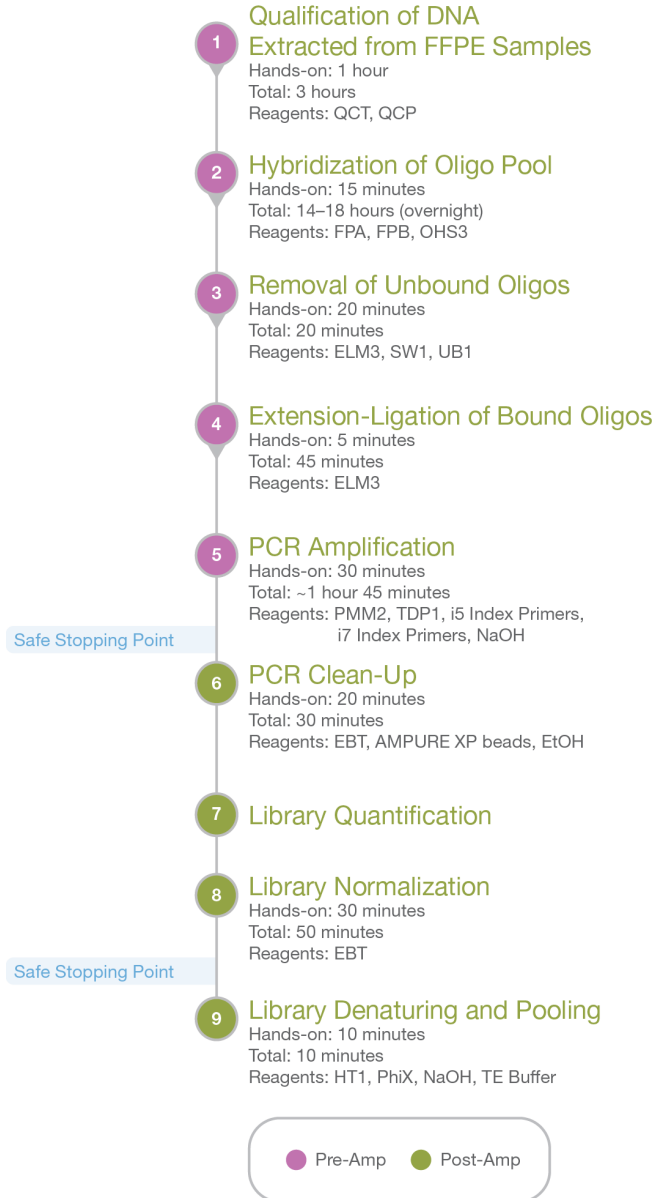 1
Qualification of DNA
Extracted from FFPE Samples
Hands-on: 1 hour
Total: 3 hours
Reagents: QCT, QCP
2
Hybridization of Oligo Pool
Hands-on: 15 minutes
Total: 14–18 hours (overnight)
Reagents: FPA, FPB, OHS3
3
Removal of Unbound Oligos
Hands-on: 20 minutes
Total: 20 minutes
Reagents: ELM3, SW1, UB1
4
Extension-Ligation of Bound Oligos
Hands-on: 5 minutes
Total: 45 minutes
Reagents: ELM3
5
PCR Amplification
Hands-on: 30 minutes
Total: ~1 hour 45 minutes
Reagents: PMM2, TDP1, i5 Index Primers,
i7 Index Primers, NaOH
Safe Stopping Point
6
PCR Clean-Up
Hands-on: 20 minutes
Total: 30 minutes
Reagents: EBT, AMPURE XP beads, EtOH
7
Library Quantification
8
Library Normalization
Hands-on: 30 minutes
Total: 50 minutes
Reagents: EBT
Safe Stopping Point
9
Library Denaturing and Pooling
Hands-on: 10 minutes
Total: 10 minutes
Reagents: HT1, PhiX, NaOH, TE Buffer
Pre-Amp
Post-Amp